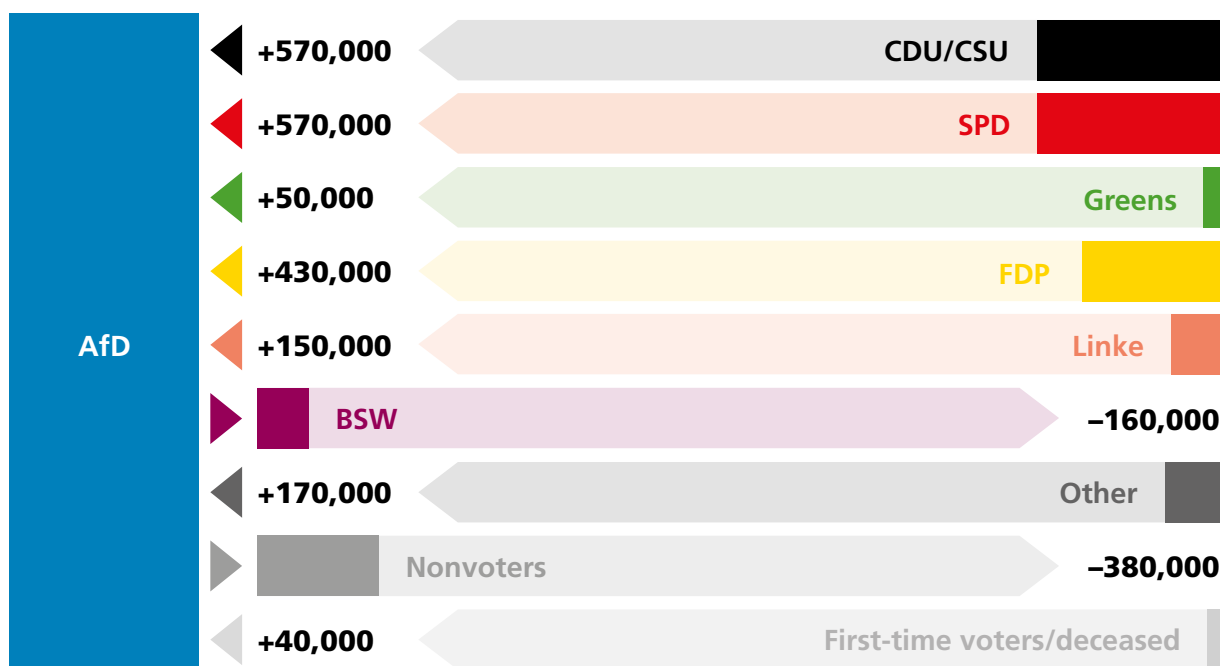 +570,000 CDU/CSU
+570,000 SPD
+50,000 Greens
+430,000 FDP
AfD +150,000 Linke
BSW –160,000
+170,000 Other
Nonvoters –380,000
+40,000 First-time voters/deceased